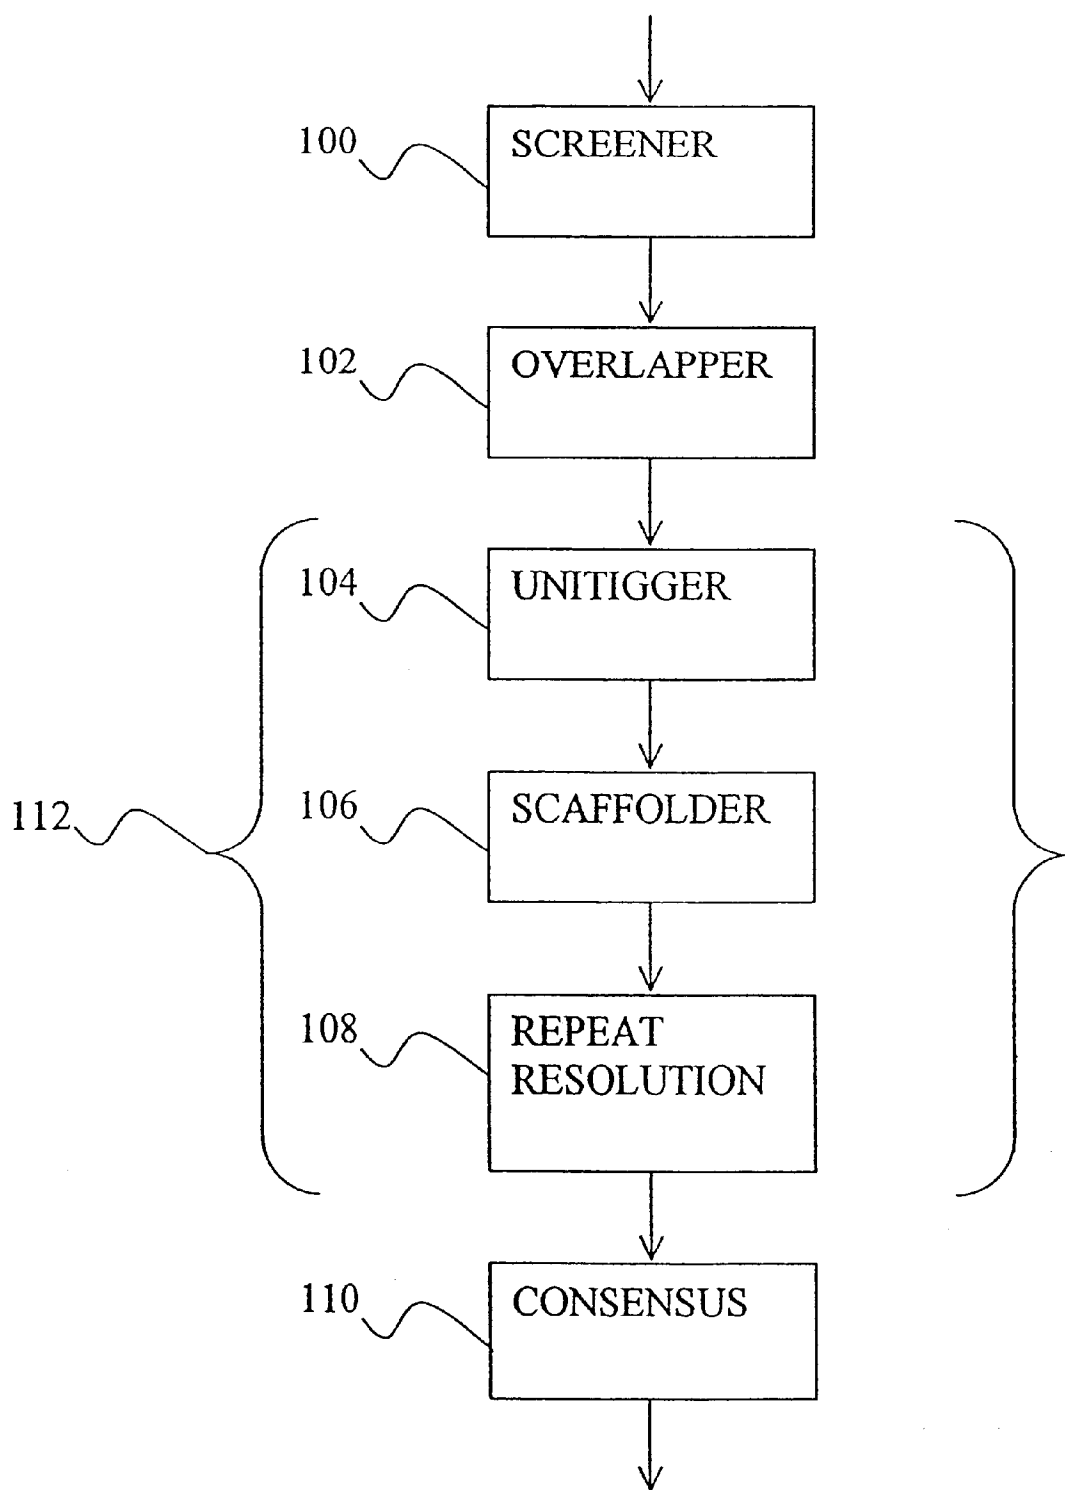 100
SCREENER
102
OVERLAPPER
104
UNITIGGER
112
106
SCAFFOLDER
108
REPEAT
RESOLUTION
110
CONSENSUS